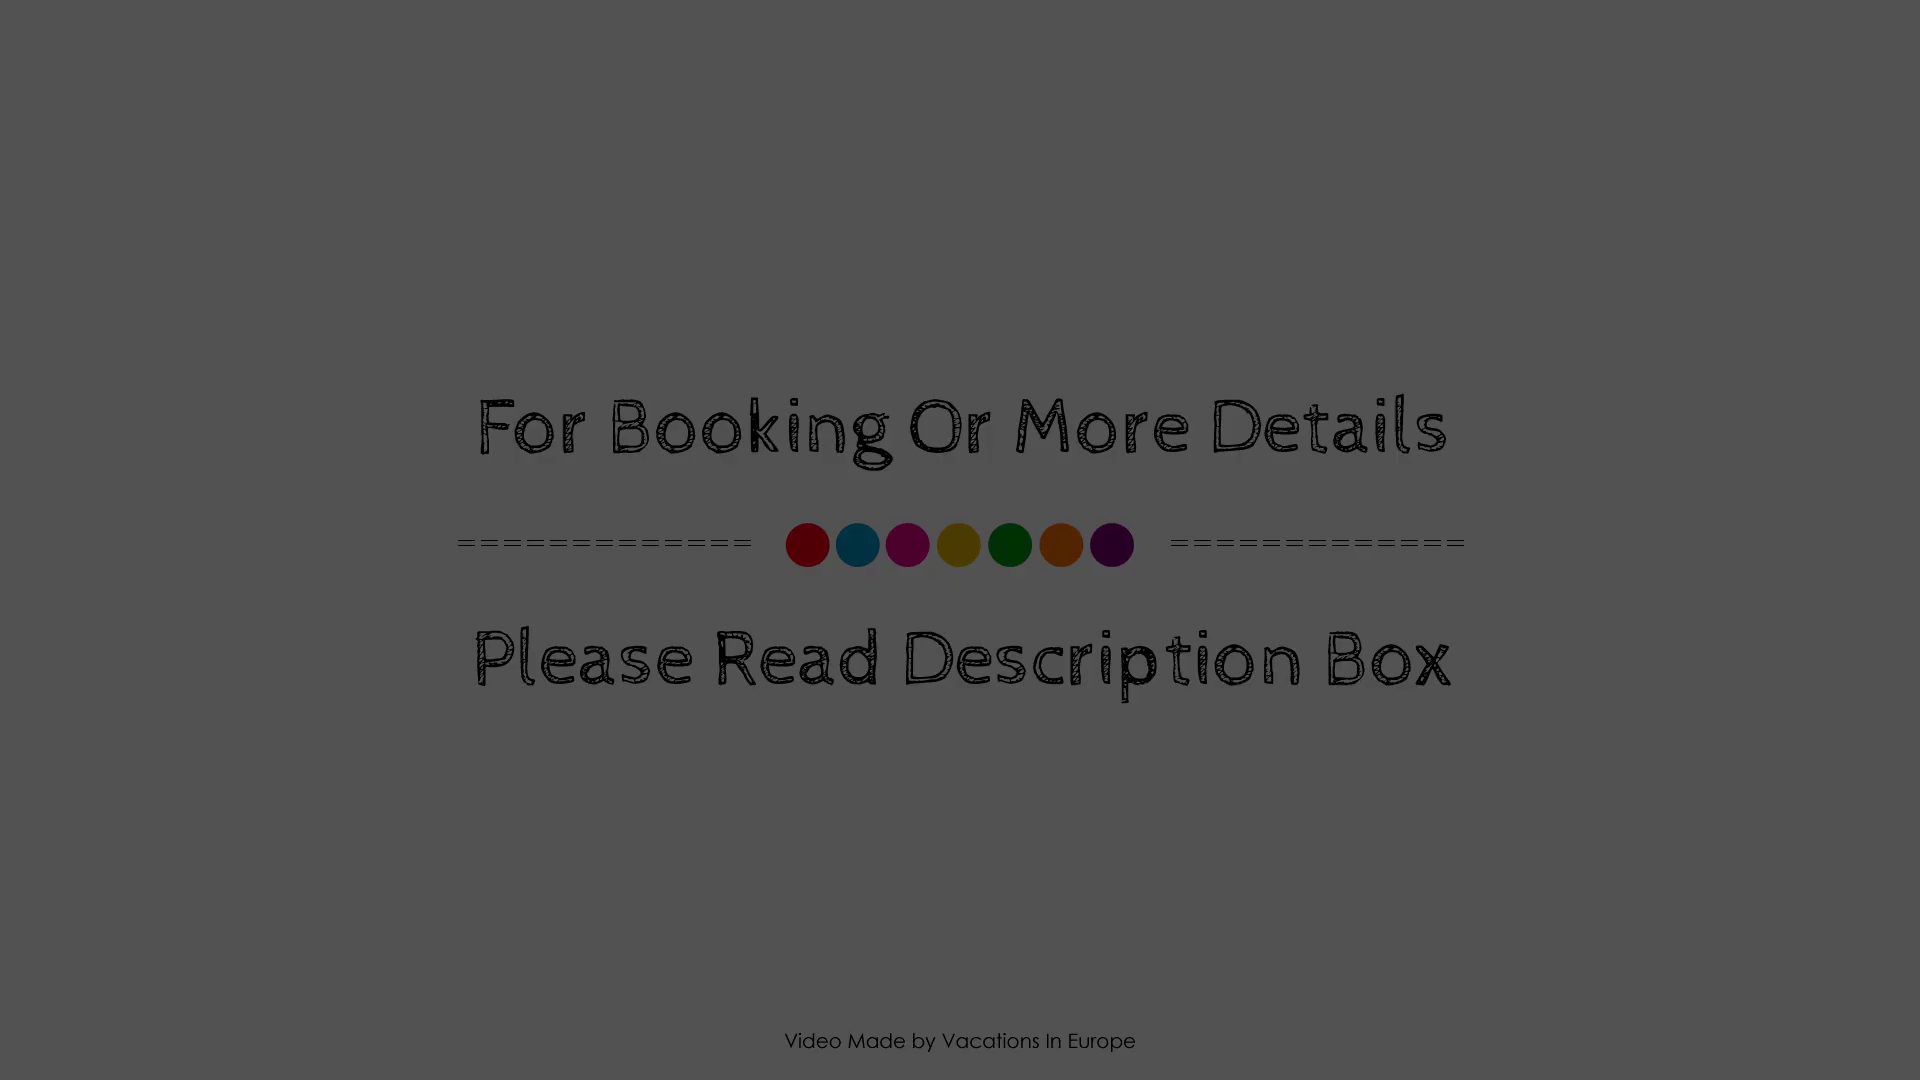 For Booking Or More Details
============= =============
Please Read Description Box
Video Made by Vacations In Europe